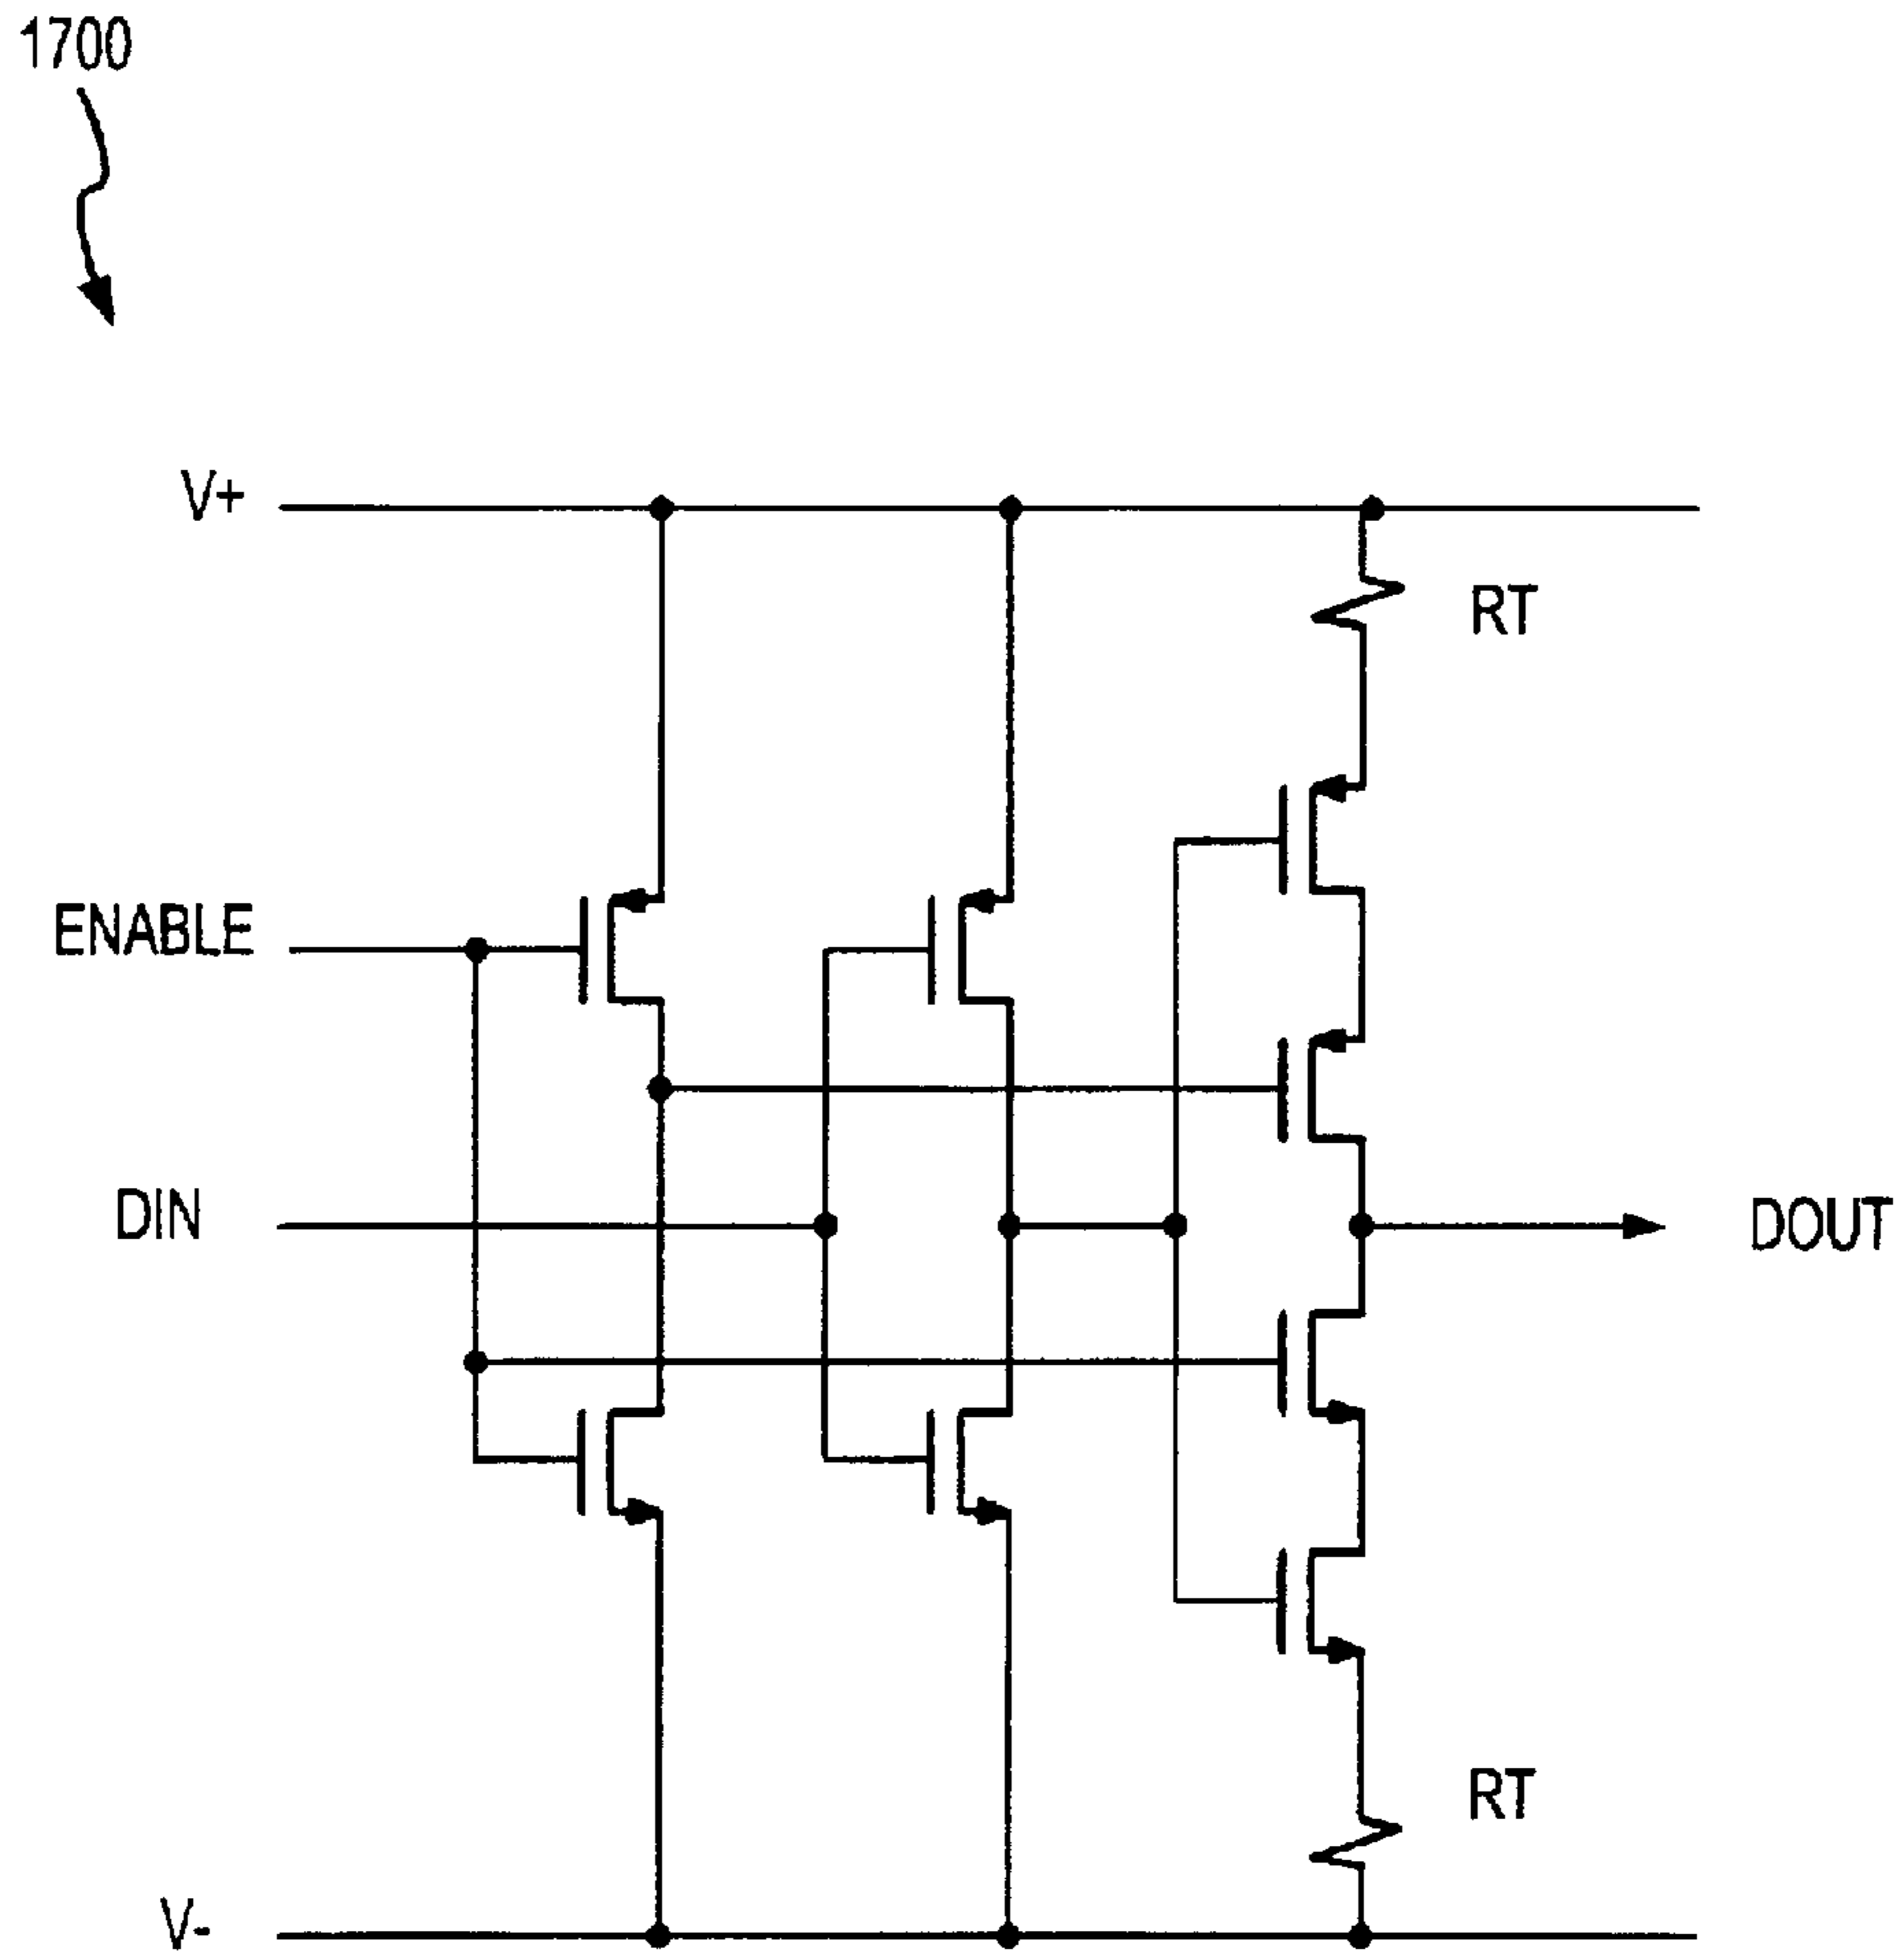 1700
V+
RT
ENABLE
DIN
DOUT
RT
V-